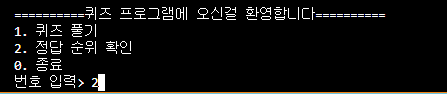 ==========퀴즈 프로그램에 오신걸 환영합니다==========
1. 퀴즈 풀기
2. 정답 순위 확인
0. 종료
번호 입력> 2